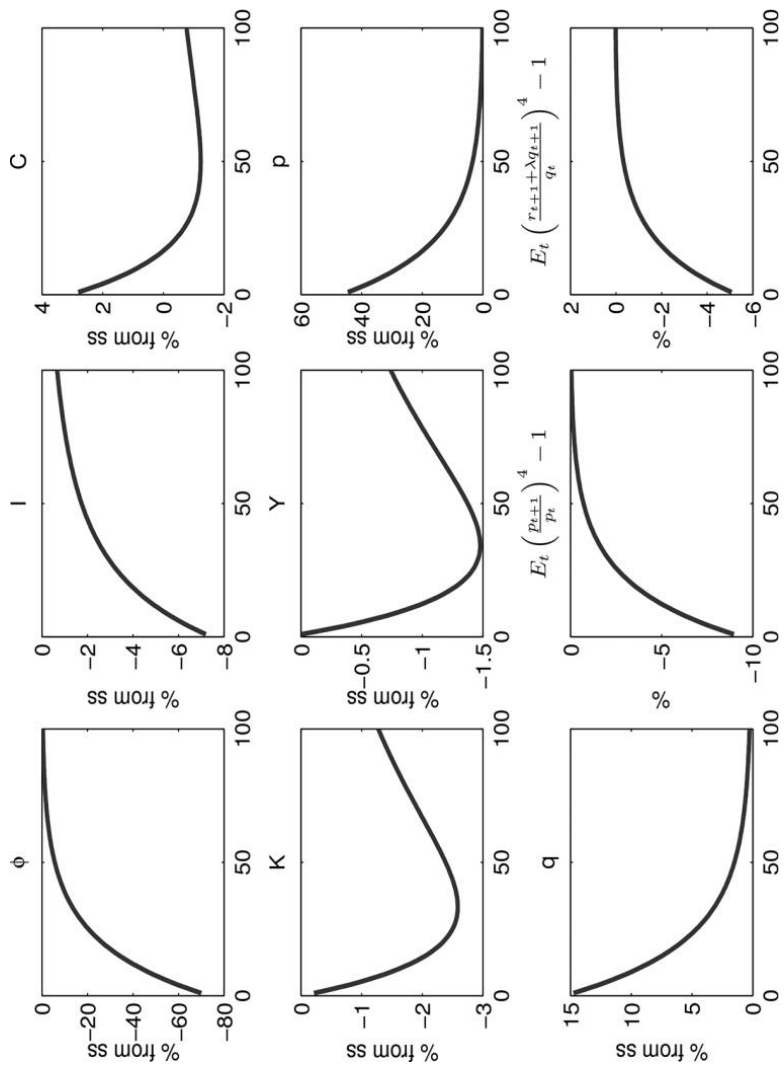 ϕ
% from ss
0
−20
−40
−60
−80
0 50 100
I
% from ss
0
−2
−4
−6
−8
0 50 100
C
% from ss
4
2
0
−2
0 50 100
K
% from ss
0
−1
−2
−3
0 50 100
Y
% from ss
0
−0.5
−1
−1.5
0 50 100
p
% from ss
60
40
20
0
0 50 100
q
% from ss
15
10
5
0
0 50 100
E_t (p_{t+1}/p_t)^4 − 1
%
0
−5
−10
0 50 100
E_t ((r_{t+1}+λq_{t+1})/q_t)^4 − 1
%
2
0
−2
−4
−6
0 50 100